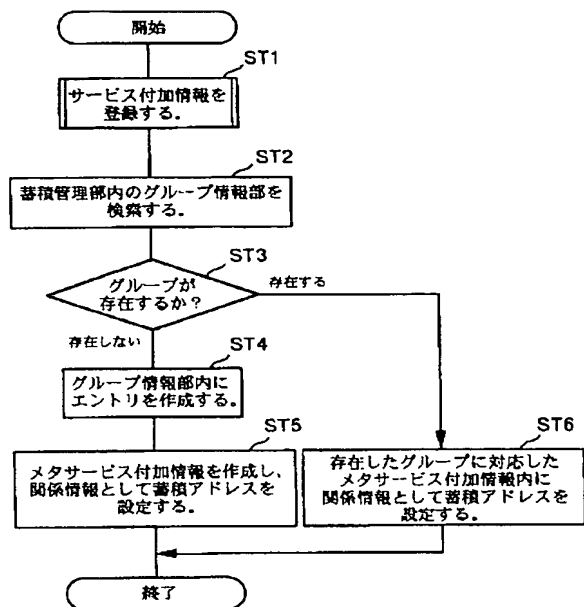 開始
ST1
サービス付加情報を
登録する。
ST2
蓄積管理部内のグループ情報部を
検索する。
ST3
グループが
存在するか？
存在する
存在しない
ST4
グループ情報部内に
エントリを作成する。
ST5
メタサービス付加情報を作成し、
関係情報として蓄積アドレスを
設定する。
ST6
存在したグループに対応した
メタサービス付加情報内に
関係情報として蓄積アドレスを
設定する。
終了